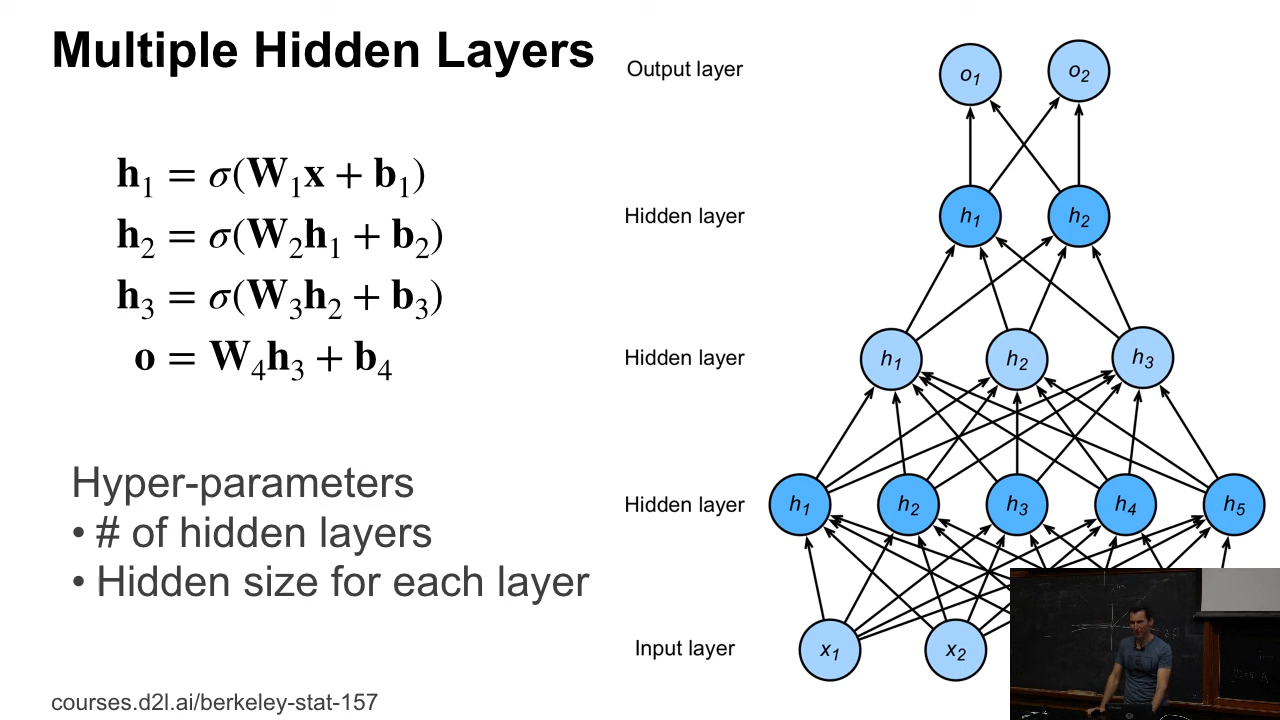 Multiple Hidden Layers
h₁ = σ(W₁x + b₁)
h₂ = σ(W₂h₁ + b₂)
h₃ = σ(W₃h₂ + b₃)
o = W₄h₃ + b₄
Hyper-parameters
• # of hidden layers
• Hidden size for each layer
courses.d2l.ai/berkeley-stat-157
Output layer
o₁ o₂
Hidden layer
h₁ h₂
Hidden layer
h₁ h₂ h₃
Hidden layer
h₁ h₂ h₃ h₄ h₅
Input layer
x₁ x₂